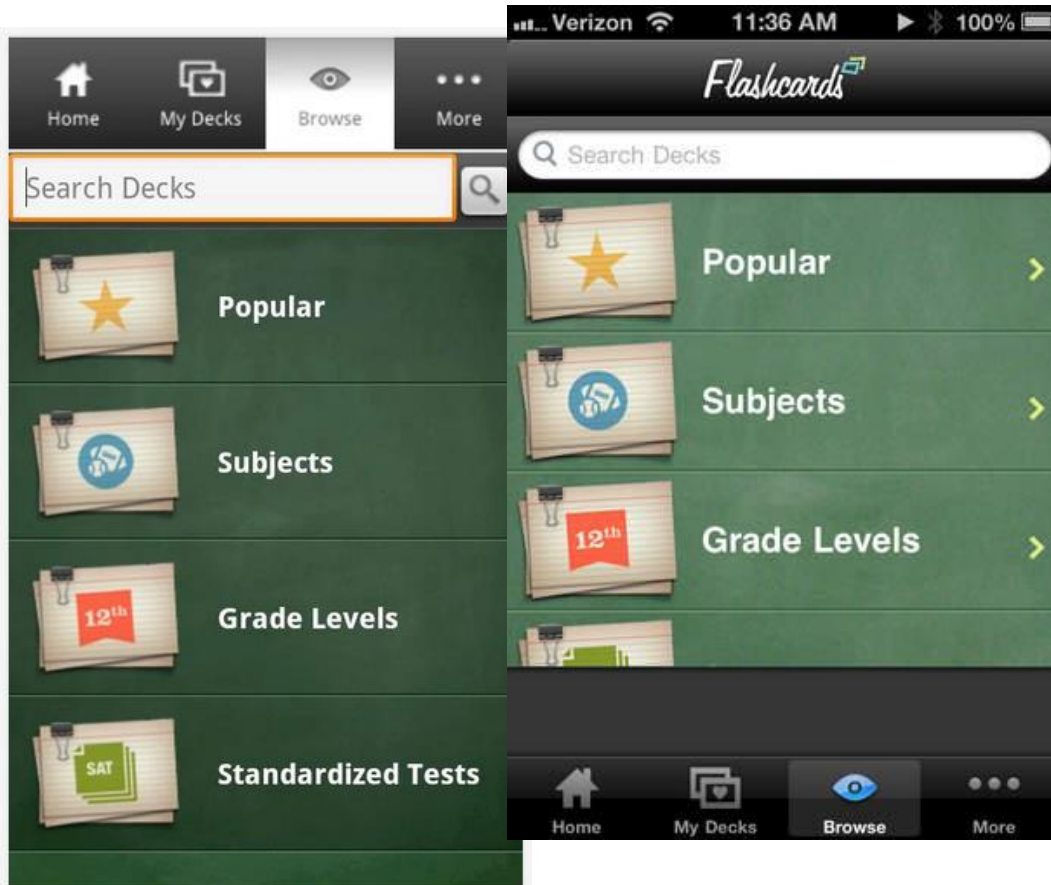 Home My Decks Browse More
Search Decks
Popular
Subjects
12th
Grade Levels
SAT
Standardized Tests
Verizon 11:36 AM 100%
Flashcards
Search Decks
Popular
Subjects
12th
Grade Levels
Home My Decks Browse More